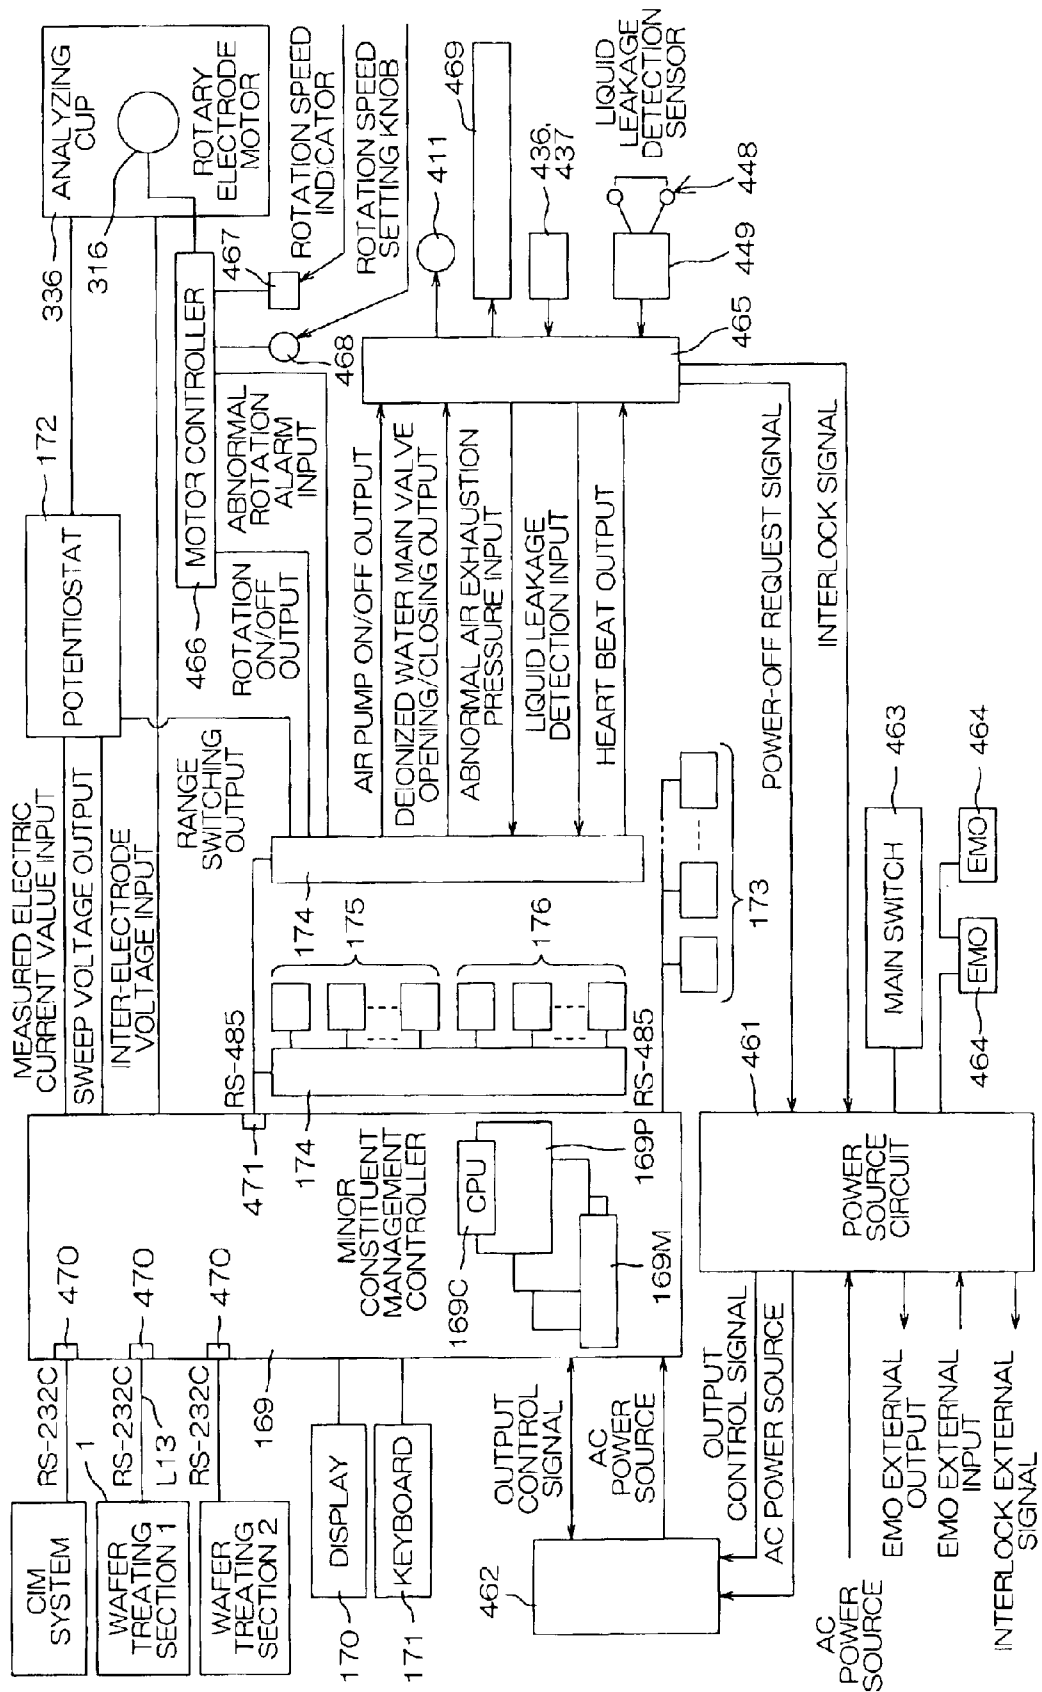 CIM
SYSTEM
WAFER
TREATING
SECTION 1
WAFER
TREATING
SECTION 2
1
RS-232C
RS-232C
L13
RS-232C
470
470
470
169
DISPLAY
170
KEYBOARD
171
MINOR
CONSTITUENT
MANAGEMENT
CONTROLLER
CPU
169C
169P
169M
471
RS-485
RS-485
MEASURED ELECTRIC
CURRENT VALUE INPUT
SWEEP VOLTAGE OUTPUT
INTER-ELECTRODE
VOLTAGE INPUT
RANGE
SWITCHING
OUTPUT
POTENTIOSTAT
172
336
ANALYZING
CUP
316
ROTARY
ELECTRODE
MOTOR
MOTOR CONTROLLER
466
467
468
ROTATION SPEED
INDICATOR
ROTATION SPEED
SETTING KNOB
ROTATION
ON/OFF
OUTPUT
ABNORMAL
ROTATION
ALARM
INPUT
174
174
175
176
173
AIR PUMP ON/OFF OUTPUT
DEIONIZED WATER MAIN VALVE
OPENING/CLOSING OUTPUT
ABNORMAL AIR EXHAUSTION
PRESSURE INPUT
LIQUID LEAKAGE
DETECTION INPUT
HEART BEAT OUTPUT
411
469
436,
437
LIQUID
LEAKAGE
DETECTION
SENSOR
448
449
465
POWER-OFF REQUEST SIGNAL
INTERLOCK SIGNAL
OUTPUT
CONTROL
SIGNAL
AC
POWER
SOURCE
462
OUTPUT
CONTROL SIGNAL
AC POWER SOURCE
461
POWER
SOURCE
CIRCUIT
MAIN SWITCH
463
EMO
464
EMO
464
AC
POWER
SOURCE
EMO EXTERNAL
OUTPUT
EMO EXTERNAL
INPUT
INTERLOCK EXTERNAL
SIGNAL